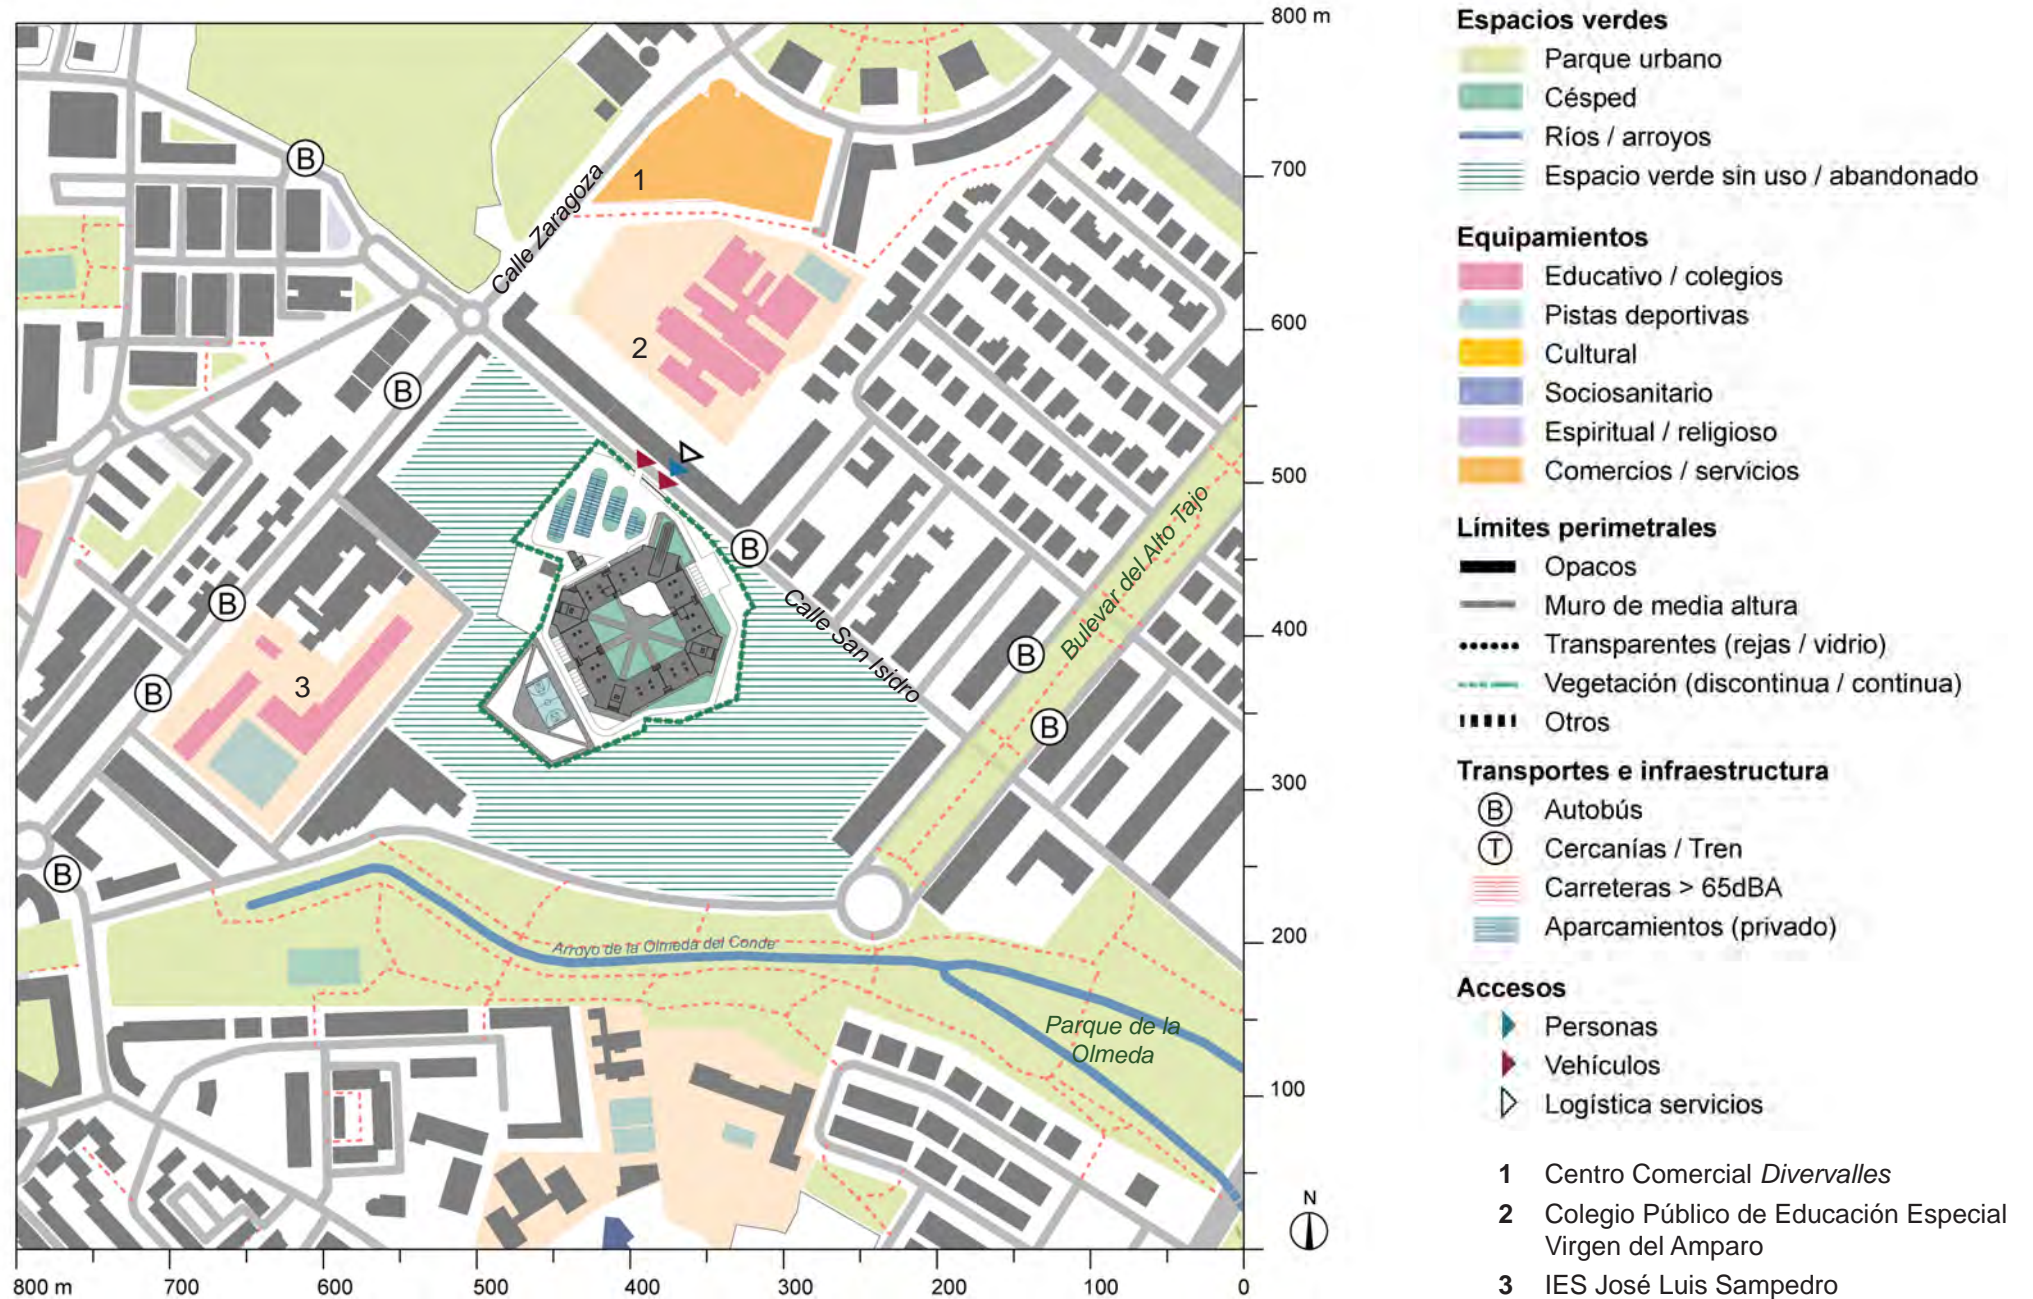 800 m
700
600
500
400
300
200
100
800 m
700
600
500
400
300
200
100
0
N
B
B
B
B
B
B
B
B
1
2
3
Calle Zaragoza
Calle San Isidro
Bulevar del Alto Tajo
Arroyo de la Olmeda del Conde
Parque de la
Olmeda
Espacios verdes
Parque urbano
Césped
Ríos / arroyos
Espacio verde sin uso / abandonado
Equipamientos
Educativo / colegios
Pistas deportivas
Cultural
Sociosanitario
Espiritual / religioso
Comercios / servicios
Límites perimetrales
Opacos
Muro de media altura
Transparentes (rejas / vidrio)
Vegetación (discontinua / continua)
Otros
Transportes e infraestructura
B Autobús
T Cercanías / Tren
Carreteras > 65dBA
Aparcamientos (privado)
Accesos
Personas
Vehículos
Logística servicios
1 Centro Comercial Divervalles
2 Colegio Público de Educación Especial
Virgen del Amparo
3 IES José Luis Sampedro